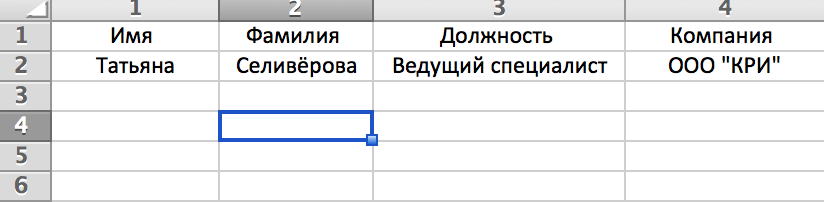 1 2 3 4
1 Имя Фамилия Должность Компания
2 Татьяна Селивёрова Ведущий специалист ООО "КРИ"
3
4
5
6